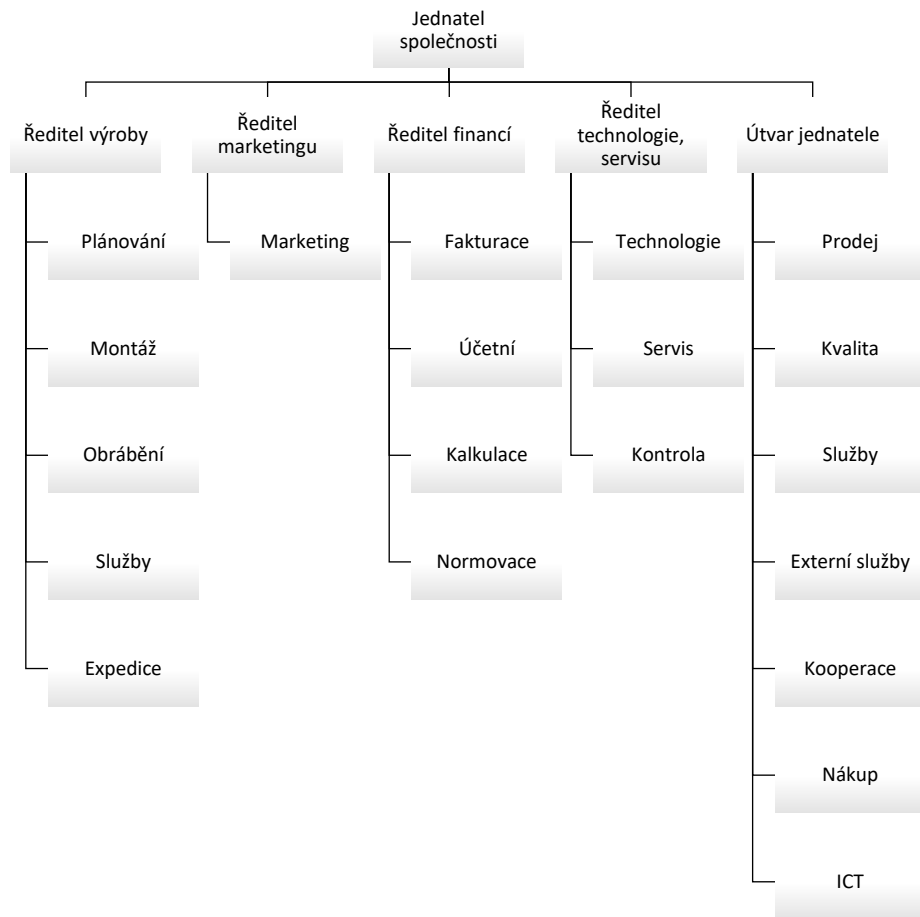 Jednatel
společnosti
Ředitel výroby
Ředitel
marketingu
Ředitel financí
Ředitel
technologie,
servisu
Útvar jednatele
Plánování
Montáž
Obrábění
Služby
Expedice
Marketing
Fakturace
Účetní
Kalkulace
Normovace
Technologie
Servis
Kontrola
Prodej
Kvalita
Služby
Externí služby
Kooperace
Nákup
ICT